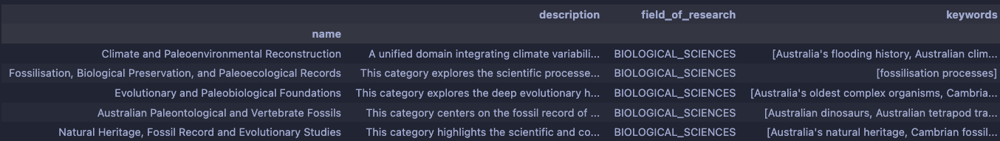 description field_of_research keywords
name
Climate and Paleoenvironmental Reconstruction A unified domain integrating climate variabili... BIOLOGICAL_SCIENCES [Australia's flooding history, Australian clim...
Fossilisation, Biological Preservation, and Paleoecological Records This category explores the scientific processe... BIOLOGICAL_SCIENCES [fossilisation processes]
Evolutionary and Paleobiological Foundations This category explores the deep evolutionary h... BIOLOGICAL_SCIENCES [Australia's oldest complex organisms, Cambria...
Australian Paleontological and Vertebrate Fossils This category centers on the fossil record of ... BIOLOGICAL_SCIENCES [Australian dinosaurs, Australian tetrapod tra...
Natural Heritage, Fossil Record and Evolutionary Studies This category highlights the scientific and co... BIOLOGICAL_SCIENCES [Australia's natural heritage, Cambrian fossil...